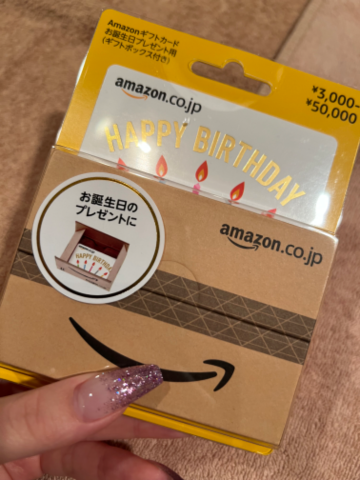 Amazonギフトカード
お誕生日プレゼント用
(ギフトボックス付き)
¥3,000-
¥50,000
amazon.co.jp
HAPPY BIRTHDAY
お誕生日の
プレゼントに
HAPPY BIRTHDAY
amazon.co.jp